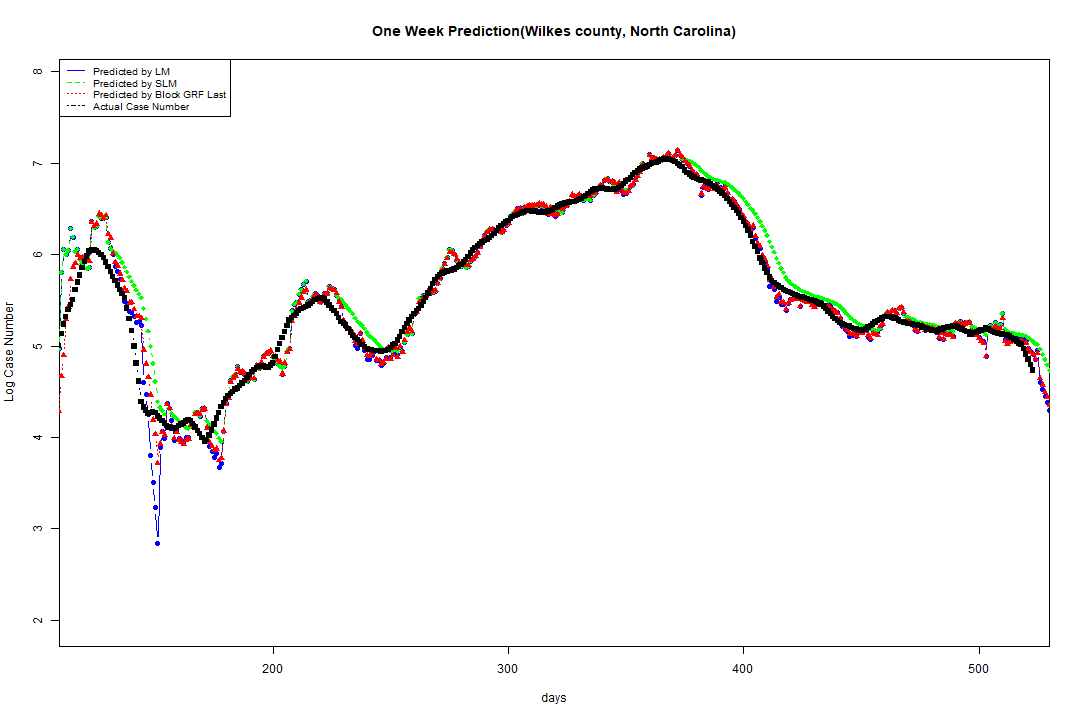 One Week Prediction(Wilkes county, North Carolina)
Predicted by LM
Predicted by SLM
Predicted by Block GRF Last
Actual Case Number
8
7
6
5
4
3
2
Log Case Number
200 300 400 500
days